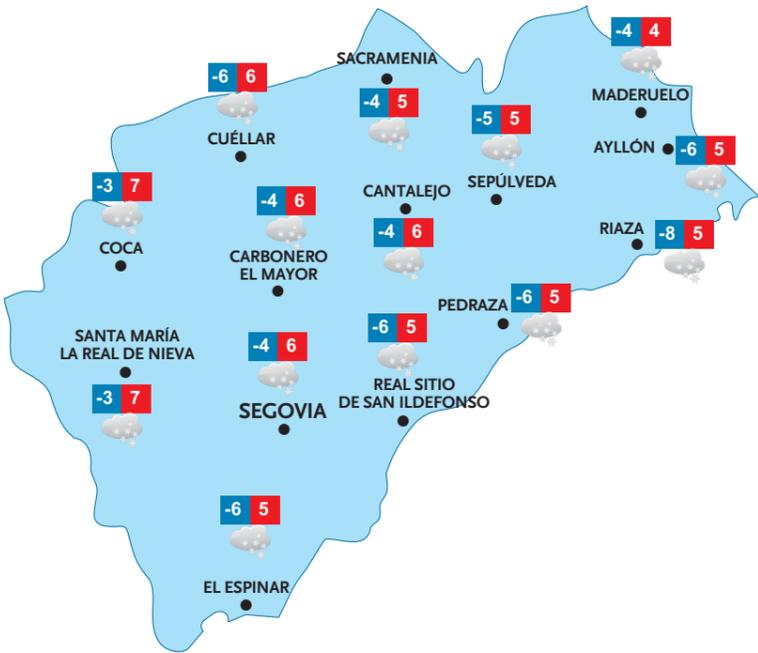 -4 4
SACRAMENIA
-6 6
MADERUELO
-4 5
-5 5
CUÉLLAR
AYLLÓN
-6 5
SEPÚLVEDA
-3 7
CANTALEJO
-4 6
RIAZA
-8 5
-4 6
COCA
CARBONERO
EL MAYOR
PEDRAZA
-6 5
-6 5
SANTA MARÍA
LA REAL DE NIEVA
-4 6
REAL SITIO
DE SAN ILDEFONSO
-3 7
SEGOVIA
-6 5
EL ESPINAR